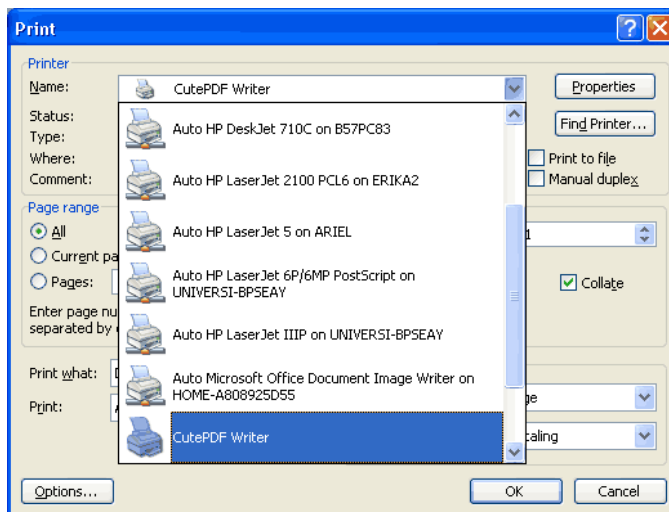 Print
Printer
Name:
CutePDF Writer
Properties
Status:
Type:
Where:
Comment:
Find Printer...
Print to file
Manual duplex
Auto HP DeskJet 710C on B57PC83
Auto HP LaserJet 2100 PCL6 on ERIKA2
Auto HP LaserJet 5 on ARIEL
Auto HP LaserJet 6P/6MP PostScript on
UNIVERSI-BPSEAY
Auto HP LaserJet IIIP on UNIVERSI-BPSEAY
Auto Microsoft Office Document Image Writer on
HOME-A808925D55
CutePDF Writer
Page range
All
Current pa
Pages:
Enter page nu
separated by
1
Collate
Print what:
Print:
ge
caling
Options...
OK
Cancel